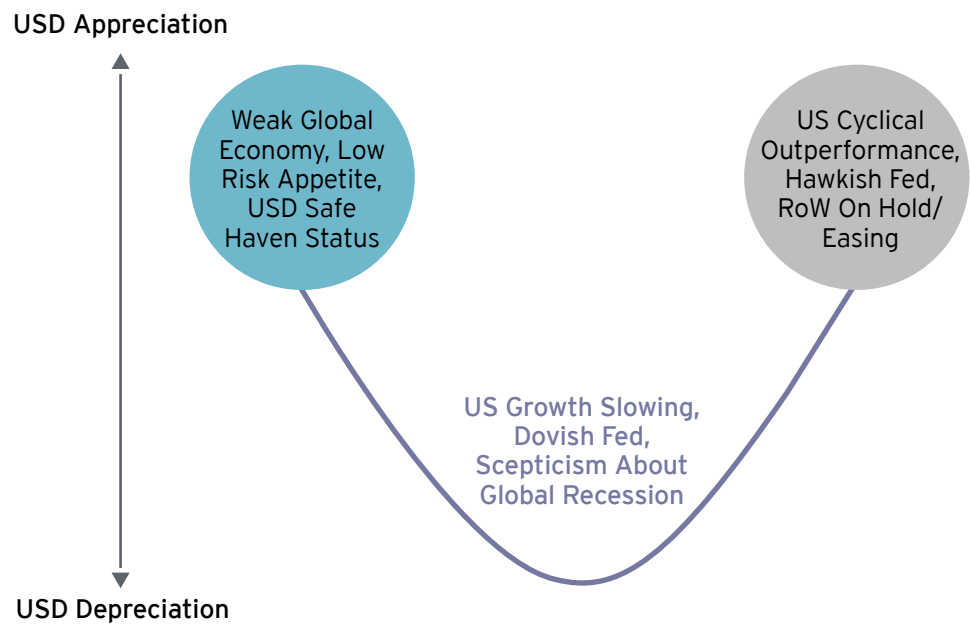 USD Appreciation
Weak Global
Economy, Low
Risk Appetite,
USD Safe
Haven Status
US Cyclical
Outperformance,
Hawkish Fed,
RoW On Hold/
Easing
US Growth Slowing,
Dovish Fed,
Scepticism About
Global Recession
USD Depreciation